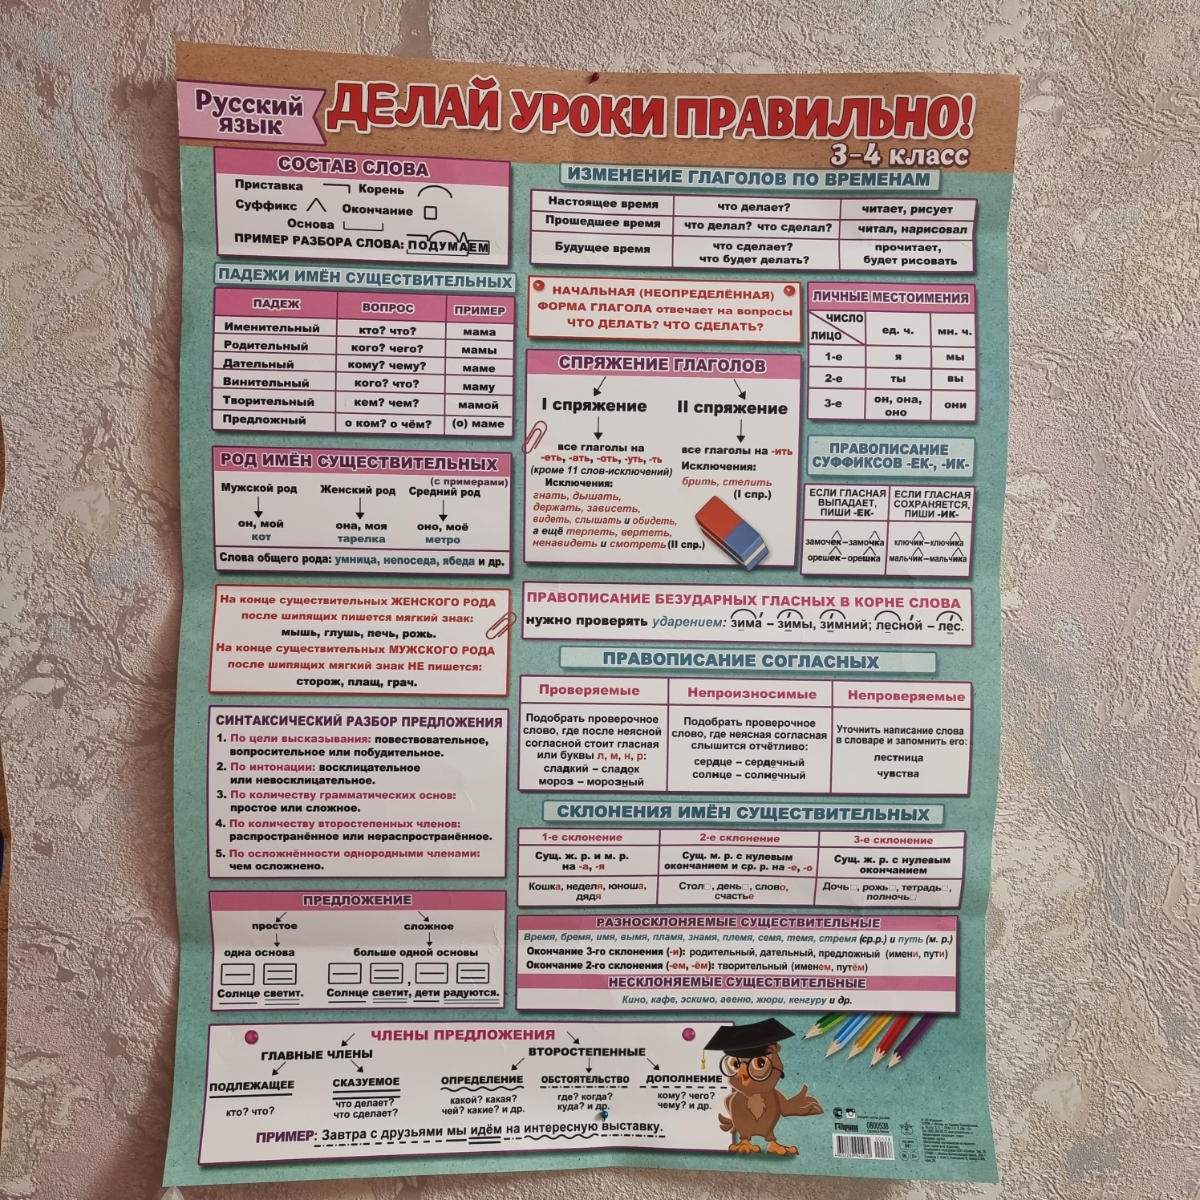 Русский
язык
ДЕЛАЙ УРОКИ ПРАВИЛЬНО!
3-4 класс
СОСТАВ СЛОВА
Приставка Корень
Суффикс Окончание
Основа
ПРИМЕР РАЗБОРА СЛОВА: ПОДУМАЕМ
ПАДЕЖИ ИМЁН СУЩЕСТВИТЕЛЬНЫХ
ПАДЕЖ ВОПРОС ПРИМЕР
Именительный кто? что? мама
Родительный кого? чего? мамы
Дательный кому? чему? маме
Винительный кого? что? маму
Творительный кем? чем? мамой
Предложный о ком? о чём? (о) маме
РОД ИМЁН СУЩЕСТВИТЕЛЬНЫХ
(с примерами)
Мужской род Женский род Средний род
он, мой она, моя оно, моё
кот тарелка метро
Слова общего рода: умница, непоседа, ябеда и др.
На конце существительных ЖЕНСКОГО РОДА
после шипящих пишется мягкий знак:
мышь, глушь, печь, рожь.
На конце существительных МУЖСКОГО РОДА
после шипящих мягкий знак НЕ пишется:
сторож, плащ, грач.
СИНТАКСИЧЕСКИЙ РАЗБОР ПРЕДЛОЖЕНИЯ
1. По цели высказывания: повествовательное,
вопросительное или побудительное.
2. По интонации: восклицательное
или невосклицательное.
3. По количеству грамматических основ:
простое или сложное.
4. По количеству второстепенных членов:
распространённое или нераспространённое.
5. По осложнённости однородными членами:
чем осложнено.
ПРЕДЛОЖЕНИЕ
простое сложное
одна основа больше одной основы
Солнце светит. Солнце светит, дети радуются.
ИЗМЕНЕНИЕ ГЛАГОЛОВ ПО ВРЕМЕНАМ
Настоящее время что делает? читает, рисует
Прошедшее время что делал? что сделал? читал, нарисовал
Будущее время что сделает? прочитает,
что будет делать? будет рисовать
НАЧАЛЬНАЯ (НЕОПРЕДЕЛЁННАЯ)
ФОРМА ГЛАГОЛА отвечает на вопросы
ЧТО ДЕЛАТЬ? ЧТО СДЕЛАТЬ?
СПРЯЖЕНИЕ ГЛАГОЛОВ
I спряжение II спряжение
все глаголы на
-еть, -ать, -оть, -уть, -ть
(кроме 11 слов-исключений)
Исключения:
гнать, дышать,
держать, зависеть,
видеть, слышать и обидеть,
а ещё терпеть, вертеть,
ненавидеть и смотреть (II спр.)
все глаголы на -ить
Исключения:
брить, стелить
(I спр.)
ЛИЧНЫЕ МЕСТОИМЕНИЯ
ЧИСЛО
ЛИЦО ед. ч. мн. ч.
1-е я мы
2-е ты вы
3-е он, она, они
оно
ПРАВОПИСАНИЕ
СУФФИКСОВ -ЕК-, -ИК-
ЕСЛИ ГЛАСНАЯ
ВЫПАДАЕТ,
ПИШИ -ЕК-
ЕСЛИ ГЛАСНАЯ
СОХРАНЯЕТСЯ,
ПИШИ -ИК-
замочек–замочка ключик–ключика
орешек–орешка мальчик–мальчика
ПРАВОПИСАНИЕ БЕЗУДАРНЫХ ГЛАСНЫХ В КОРНЕ СЛОВА
нужно проверять ударением: зима – зимы, зимний; лесной – лес.
ПРАВОПИСАНИЕ СОГЛАСНЫХ
Проверяемые Непроизносимые Непроверяемые
Подобрать проверочное
слово, где после неясной
согласной стоит гласная
или буквы л, м, н, р:
сладкий – сладок
мороз – морозный
Подобрать проверочное
слово, где неясная согласная
слышится отчётливо:
сердце – сердечный
солнце – солнечный
Уточнить написание слова
в словаре и запомнить его:
лестница
чувства
СКЛОНЕНИЯ ИМЁН СУЩЕСТВИТЕЛЬНЫХ
1-е склонение 2-е склонение 3-е склонение
Сущ. ж. р. и м. р.
на -а, -я
Сущ. м. р. с нулевым
окончанием и ср. р. на -е, -о
Сущ. ж. р. с нулевым
окончанием
Кошка, неделя, юноша,
дядя
Стол, день, слово,
счастье
Дочь, рожь, тетрадь,
полночь
РАЗНОСКЛОНЯЕМЫЕ СУЩЕСТВИТЕЛЬНЫЕ
Время, бремя, имя, вымя, пламя, знамя, племя, семя, темя, стремя (ср.р.) и путь (м. р.)
Окончание 3-го склонения (-и): родительный, дательный, предложный (имени, пути)
Окончание 2-го склонения (-ем, -ём): творительный (именем, путём)
НЕСКЛОНЯЕМЫЕ СУЩЕСТВИТЕЛЬНЫЕ
Кино, кафе, эскимо, авеню, жюри, кенгуру и др.
ЧЛЕНЫ ПРЕДЛОЖЕНИЯ
ГЛАВНЫЕ ЧЛЕНЫ ВТОРОСТЕПЕННЫЕ
ПОДЛЕЖАЩЕЕ СКАЗУЕМОЕ ОПРЕДЕЛЕНИЕ ОБСТОЯТЕЛЬСТВО ДОПОЛНЕНИЕ
кто? что? что делает? какой? какая? где? когда? кому? чего?
что сделает? чей? какие? и др. куда? и др. чему? и др.
ПРИМЕР: Завтра с друзьями мы идём на интересную выставку.
0800538